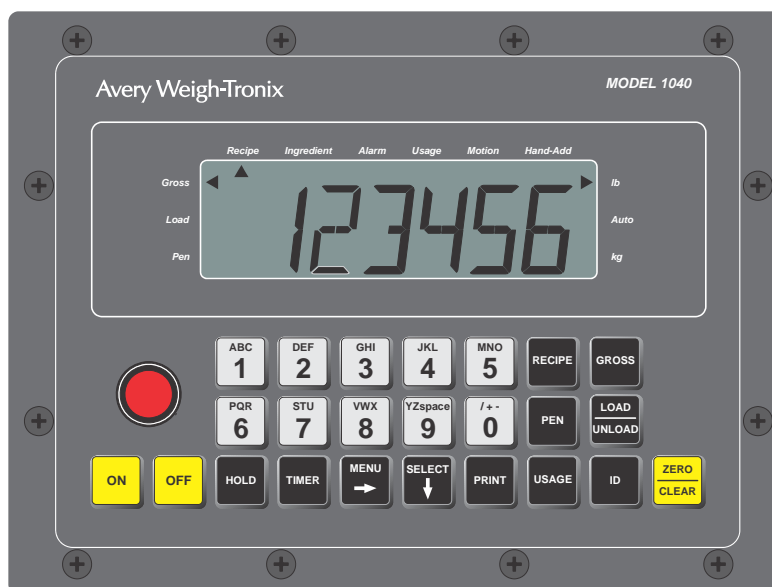 Avery Weigh-Tronix
MODEL 1040
Recipe Ingredient Alarm Usage Motion Hand-Add
Gross
lb
Load
Auto
Pen
kg
123456
ABC DEF GHI JKL MNO
1 2 3 4 5 RECIPE GROSS
PQR STU VWX YZspace / + -
6 7 8 9 0 PEN LOAD
UNLOAD
ON OFF HOLD TIMER MENU SELECT PRINT USAGE ID ZERO
CLEAR